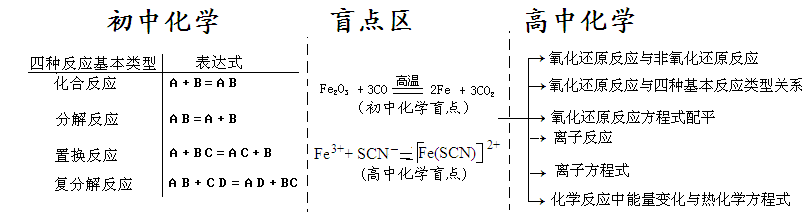 初中化学
盲点区
高中化学
四种反应基本类型 表达式
化合反应 A + B = A B
分解反应 A B = A + B
置换反应 A + B C = A C + B
复分解反应 A B + C D = A D + BC
高温
Fe₂O₃ + 3CO ═══ 2Fe + 3CO₂
(初中化学盲点)
Fe³⁺ + SCN⁻ ═ [Fe(SCN)]²⁺
(高中化学盲点)
氧化还原反应与非氧化还原反应
氧化还原反应与四种基本反应类型关系
氧化还原反应方程式配平
离子反应
离子方程式
化学反应中能量变化与热化学方程式